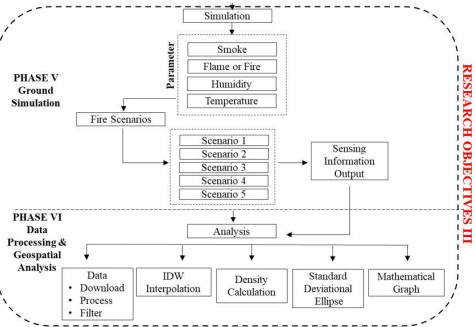 Simulation
Parameter
Smoke
Flame or Fire
Humidity
Temperature
PHASE V
Ground
Simulation
Fire Scenarios
Scenario 1
Scenario 2
Scenario 3
Scenario 4
Scenario 5
Sensing
Information
Output
RESEARCH OBJECTIVES III
PHASE VI
Data
Processing &
Geospatial
Analysis
Analysis
Data
• Download
• Process
• Filter
IDW
Interpolation
Density
Calculation
Standard
Deviational
Ellipse
Mathematical
Graph